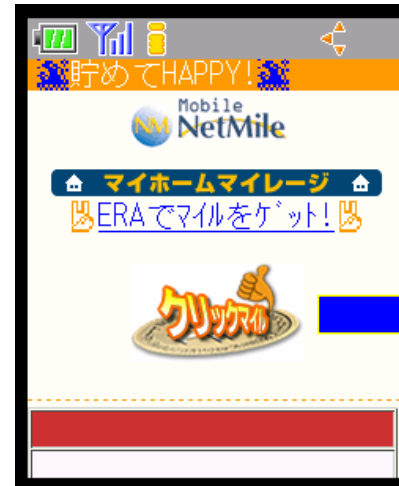 貯めてHAPPY!
Mobile
NM NetMile
マイホームマイレージ
ERAでﾏｲﾙをｹﾞｯﾄ!
クリックマイル